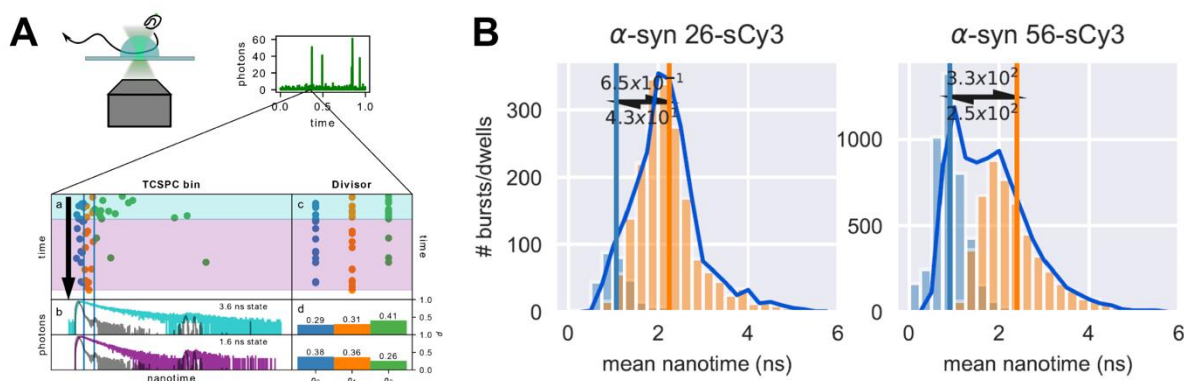 A
photons
60
40
20
0
0.0 0.5 1.0
time
TCSPC bin
Divisor
a
c
time
time
b
3.6 ns state
d
1.0
0.29 0.31 0.41
0.5
0.0
photons
1.6 ns state
1.0
0.38 0.36 0.26
0.5
0.0
nanotime
B
α-syn 26-sCy3
6.5x10⁻¹
4.3x10¹
300
200
100
0
# bursts/dwells
0 2 4 6
mean nanotime (ns)
α-syn 56-sCy3
3.3x10²
2.5x10²
1000
500
0
0 2 4 6
mean nanotime (ns)